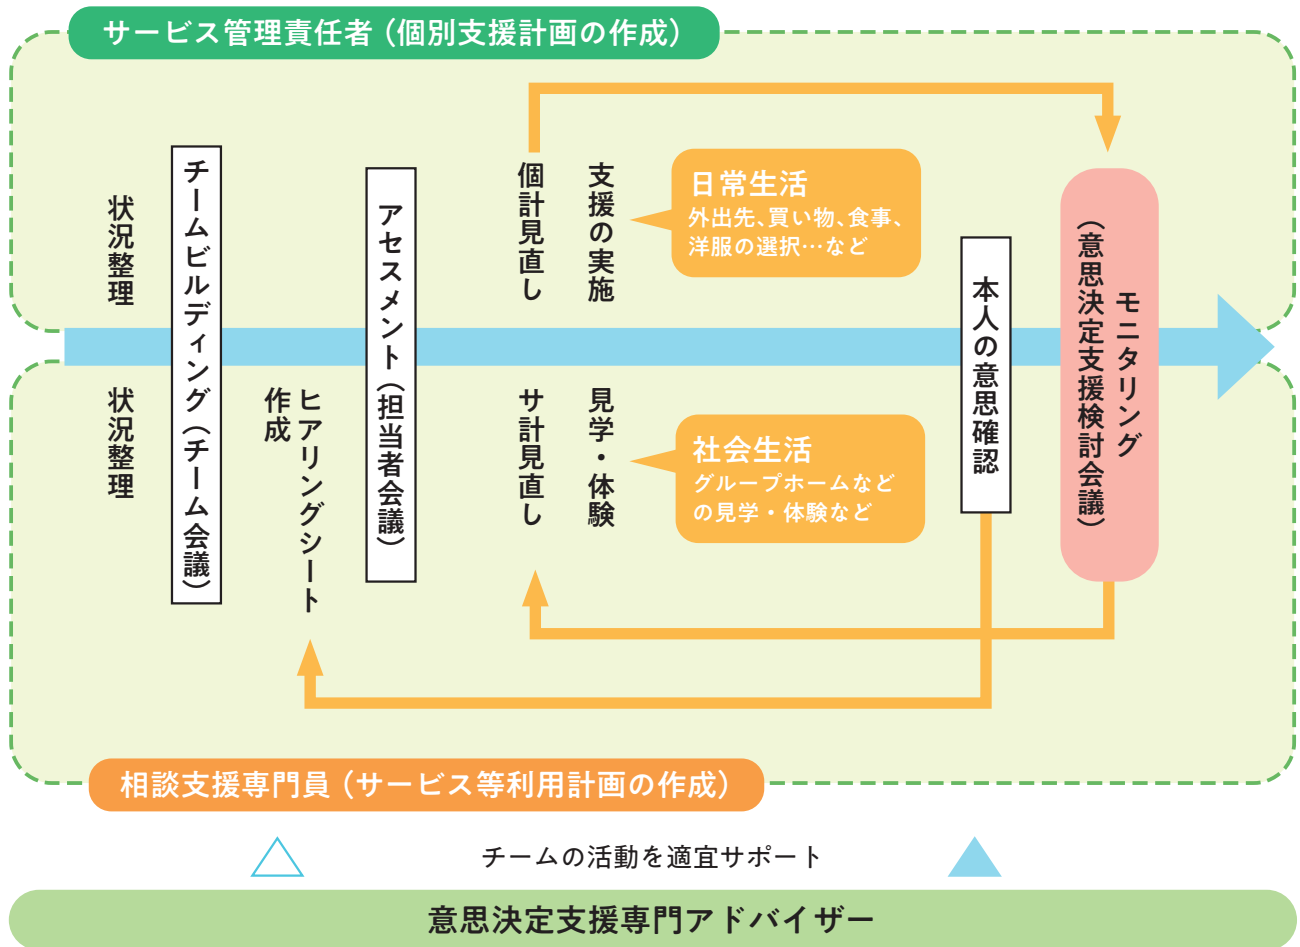 サービス管理責任者（個別支援計画の作成）
状況整理
チームビルディング（チーム会議）
アセスメント（担当者会議）
個計見直し
支援の実施
日常生活
外出先、買い物、食事、
洋服の選択…など
本人の意思確認
モニタリング
（意思決定支援検討会議）
状況整理
ヒアリングシート
作成
サ計見直し
見学・体験
社会生活
グループホームなど
の見学・体験など
相談支援専門員（サービス等利用計画の作成）
チームの活動を適宜サポート
意思決定支援専門アドバイザー